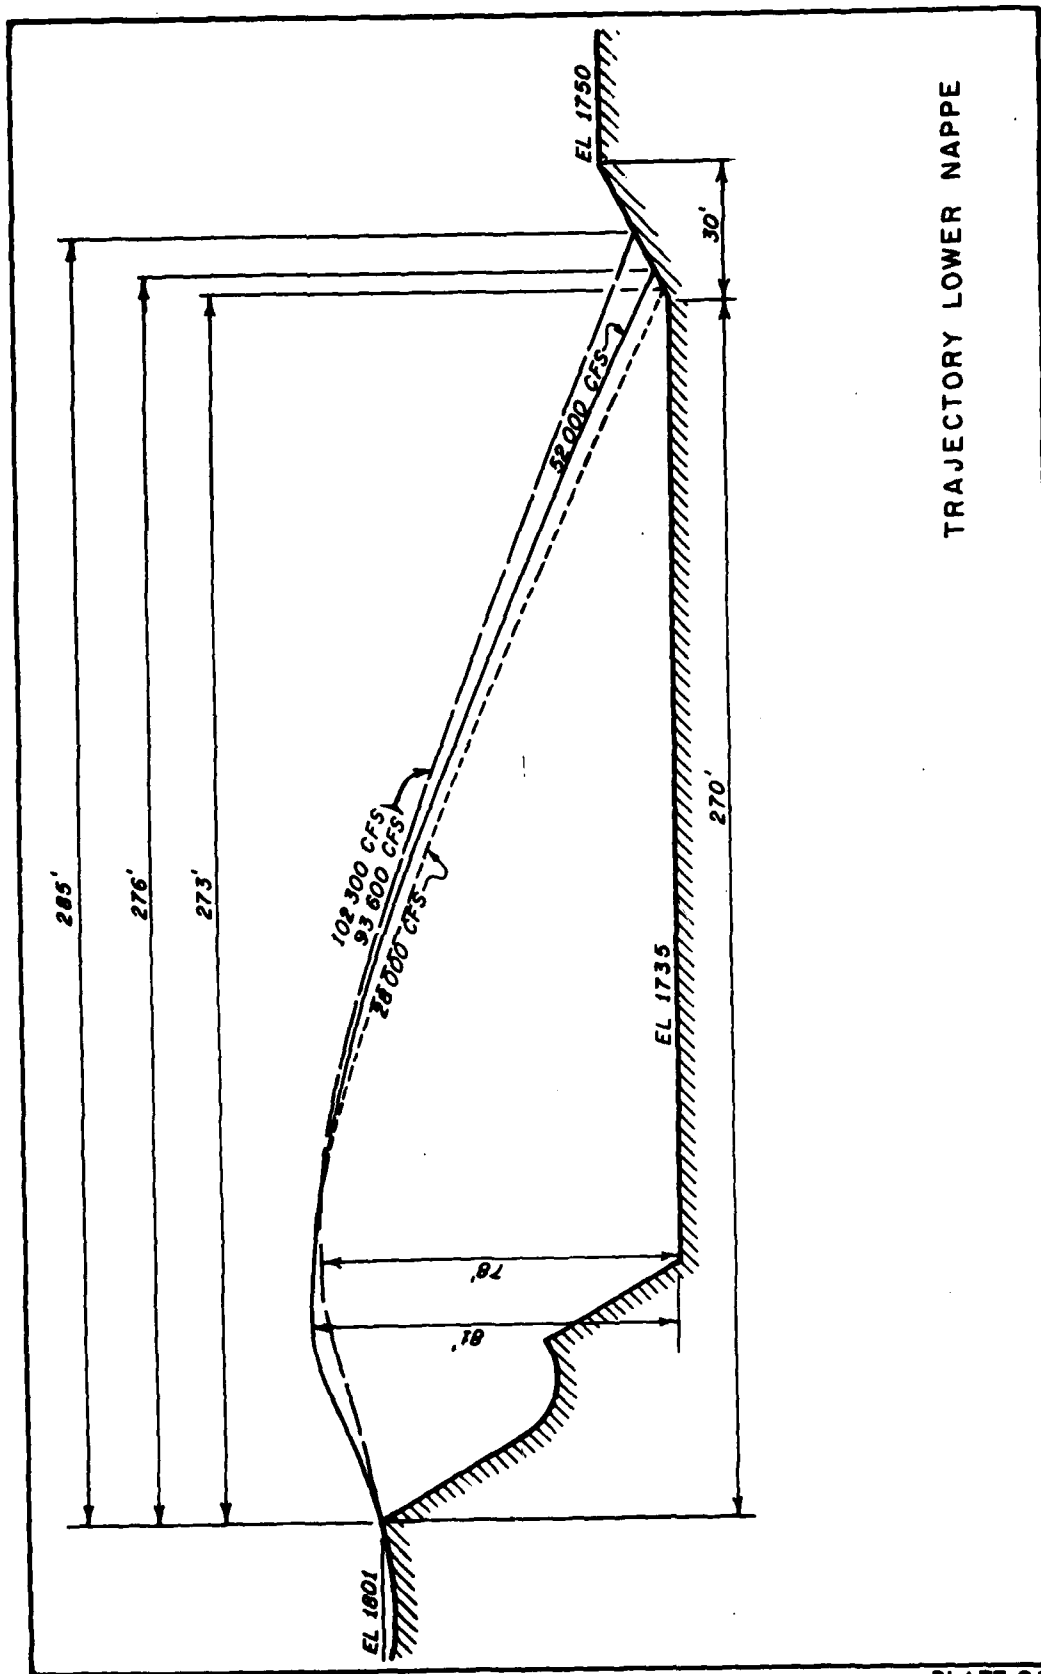 285'
276'
273'
102 300 CFS
93 600 CFS
28 000 CFS
52 000 CFS
EL 1750
30'
270'
EL 1735
78'
81'
EL 1801
TRAJECTORY LOWER NAPPE